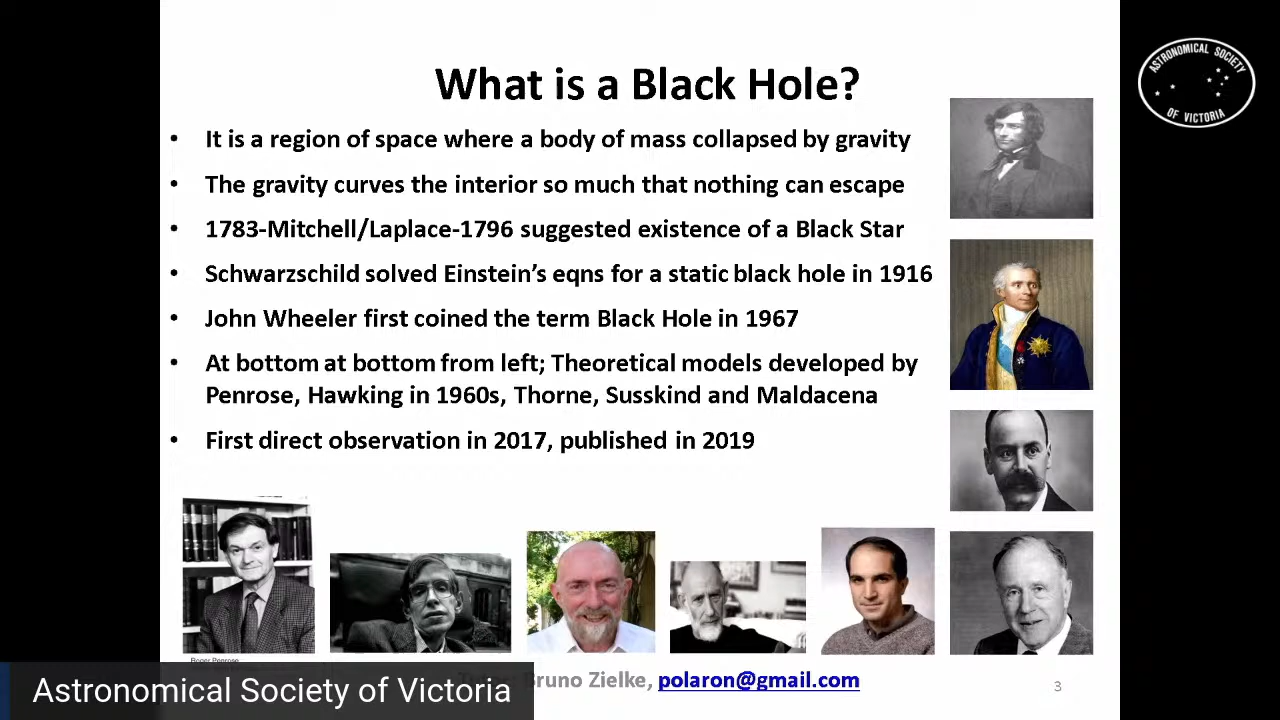 What is a Black Hole?
ASTRONOMICAL SOCIETY
OF VICTORIA
• It is a region of space where a body of mass collapsed by gravity
• The gravity curves the interior so much that nothing can escape
• 1783-Mitchell/Laplace-1796 suggested existence of a Black Star
• Schwarzschild solved Einstein's eqns for a static black hole in 1916
• John Wheeler first coined the term Black Hole in 1967
• At bottom at bottom from left; Theoretical models developed by
Penrose, Hawking in 1960s, Thorne, Susskind and Maldacena
• First direct observation in 2017, published in 2019
Roger Penrose
Bruno Zielke, polaron@gmail.com
3
Astronomical Society of Victoria